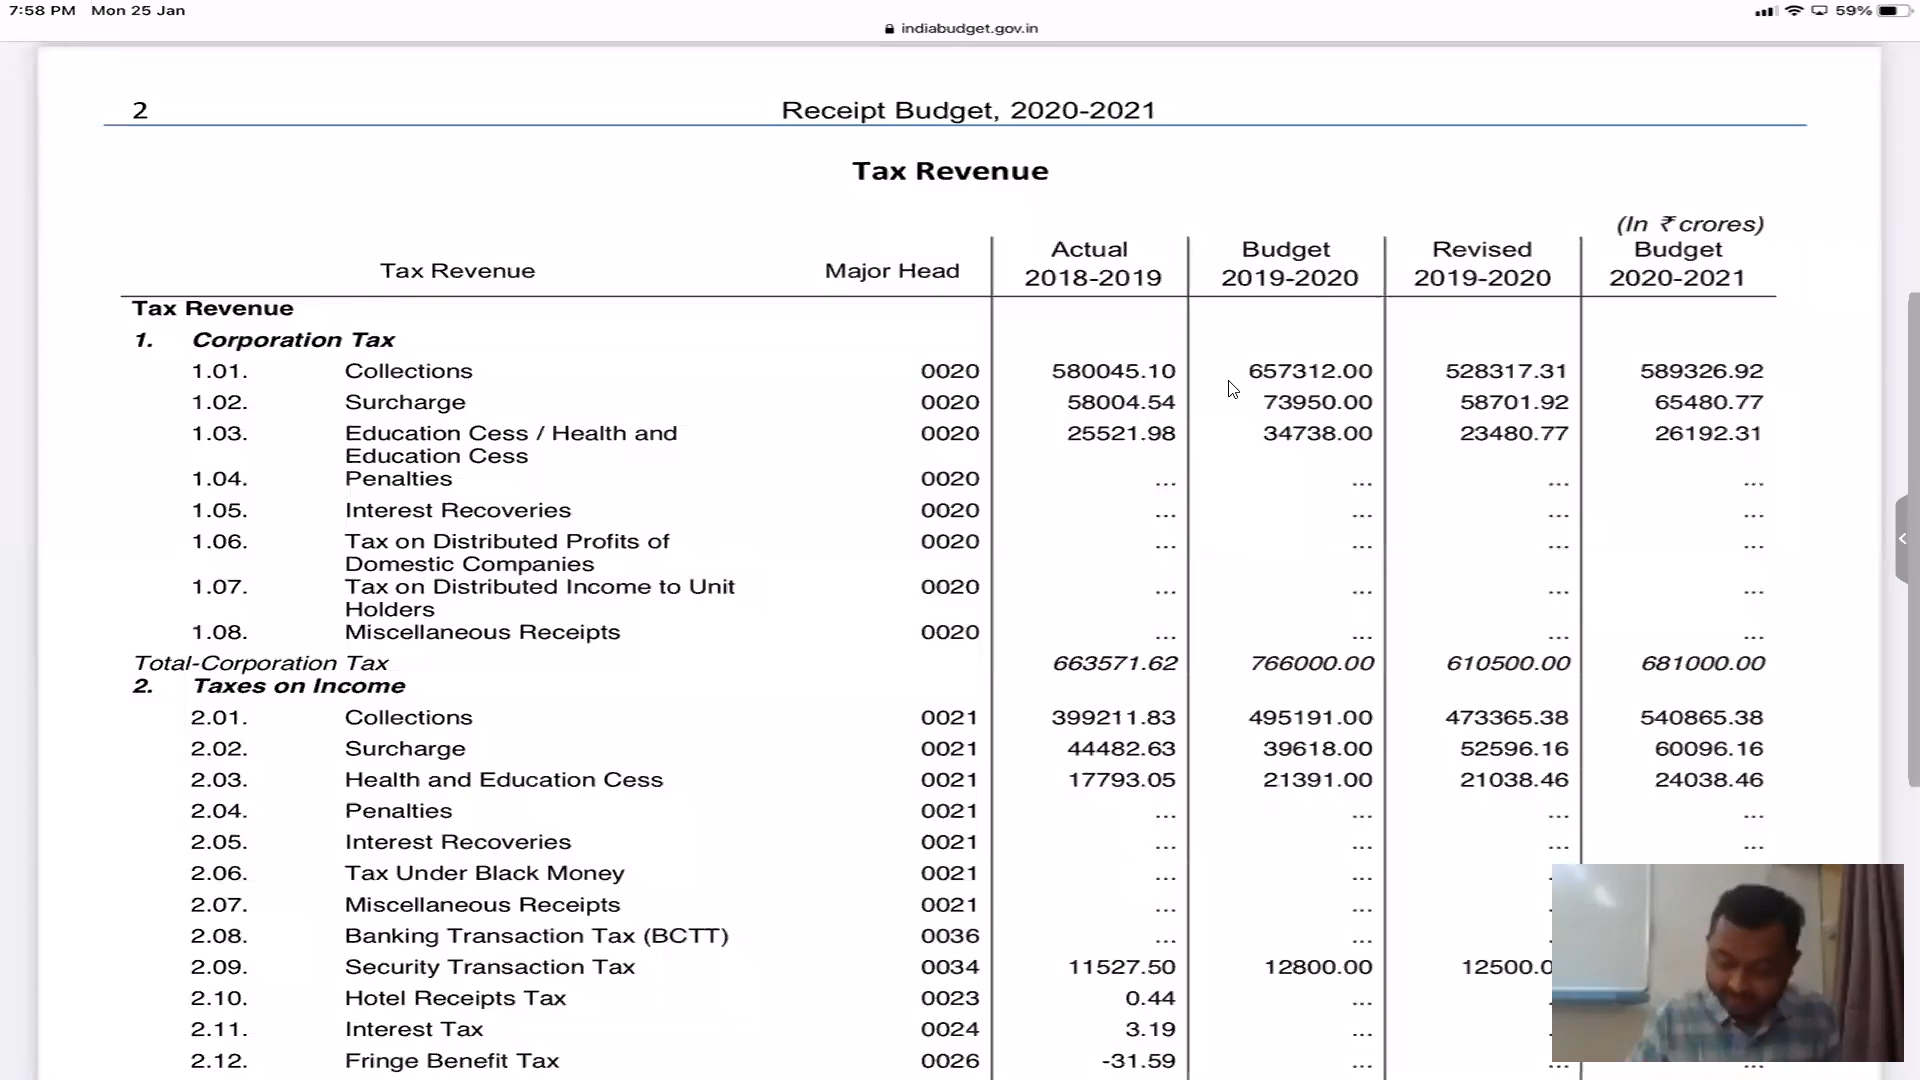 7:58 PM Mon 25 Jan
59%
indiabudget.gov.in
2 Receipt Budget, 2020-2021
Tax Revenue
(In ₹ crores)
Tax Revenue Major Head Actual 2018-2019 Budget 2019-2020 Revised 2019-2020 Budget 2020-2021
Tax Revenue
1. Corporation Tax
1.01. Collections 0020 580045.10 657312.00 528317.31 589326.92
1.02. Surcharge 0020 58004.54 73950.00 58701.92 65480.77
1.03. Education Cess / Health and 0020 25521.98 34738.00 23480.77 26192.31
Education Cess
1.04. Penalties 0020 ... ... ... ...
1.05. Interest Recoveries 0020 ... ... ... ...
1.06. Tax on Distributed Profits of 0020 ... ... ... ...
Domestic Companies
1.07. Tax on Distributed Income to Unit 0020 ... ... ... ...
Holders
1.08. Miscellaneous Receipts 0020 ... ... ... ...
Total-Corporation Tax 663571.62 766000.00 610500.00 681000.00
2. Taxes on Income
2.01. Collections 0021 399211.83 495191.00 473365.38 540865.38
2.02. Surcharge 0021 44482.63 39618.00 52596.16 60096.16
2.03. Health and Education Cess 0021 17793.05 21391.00 21038.46 24038.46
2.04. Penalties 0021 ... ... ... ...
2.05. Interest Recoveries 0021 ... ... ... ...
2.06. Tax Under Black Money 0021 ... ...
2.07. Miscellaneous Receipts 0021 ... ...
2.08. Banking Transaction Tax (BCTT) 0036 ... ...
2.09. Security Transaction Tax 0034 11527.50 12800.00 12500.0
2.10. Hotel Receipts Tax 0023 0.44 ...
2.11. Interest Tax 0024 3.19 ...
2.12. Fringe Benefit Tax 0026 -31.59 ... ... ...